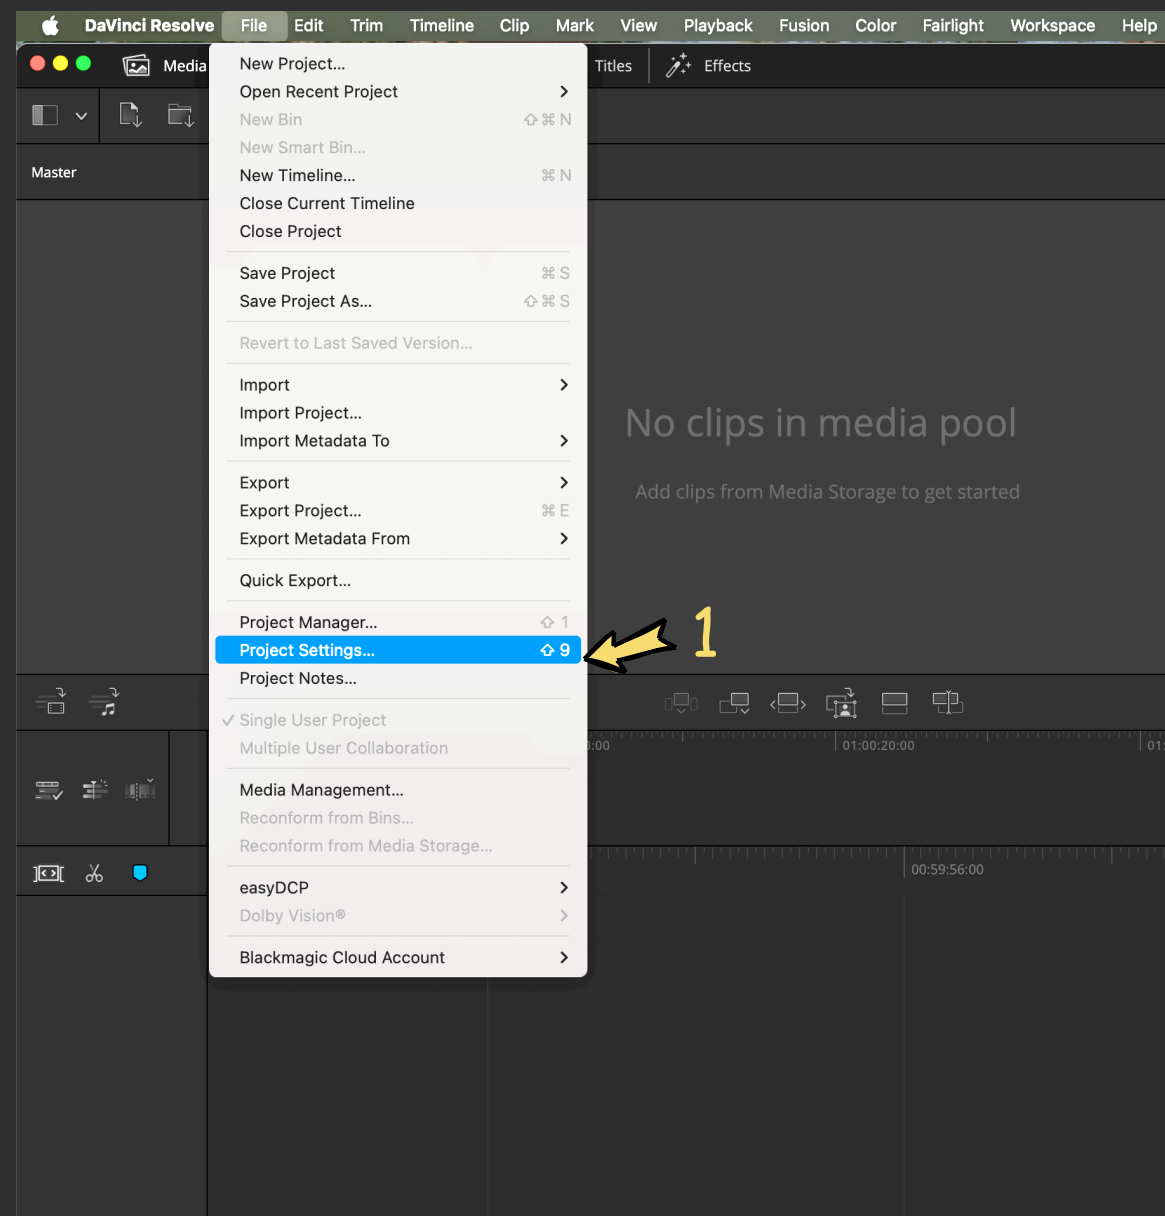 DaVinci Resolve File Edit Trim Timeline Clip Mark View Playback Fusion Color Fairlight Workspace Help
Media Titles Effects
Master
New Project...
Open Recent Project
New Bin ⇧ ⌘ N
New Smart Bin...
New Timeline... ⌘ N
Close Current Timeline
Close Project
Save Project ⌘ S
Save Project As... ⇧ ⌘ S
Revert to Last Saved Version...
Import
Import Project...
Import Metadata To
Export
Export Project... ⌘ E
Export Metadata From
Quick Export...
Project Manager... ⇧ 1
Project Settings... ⇧ 9
Project Notes...
✓ Single User Project
Multiple User Collaboration
Media Management...
Reconform from Bins...
Reconform from Media Storage...
easyDCP
Dolby Vision®
Blackmagic Cloud Account
No clips in media pool
Add clips from Media Storage to get started
1
:00 01:00:20:00 01:
00:59:56:00